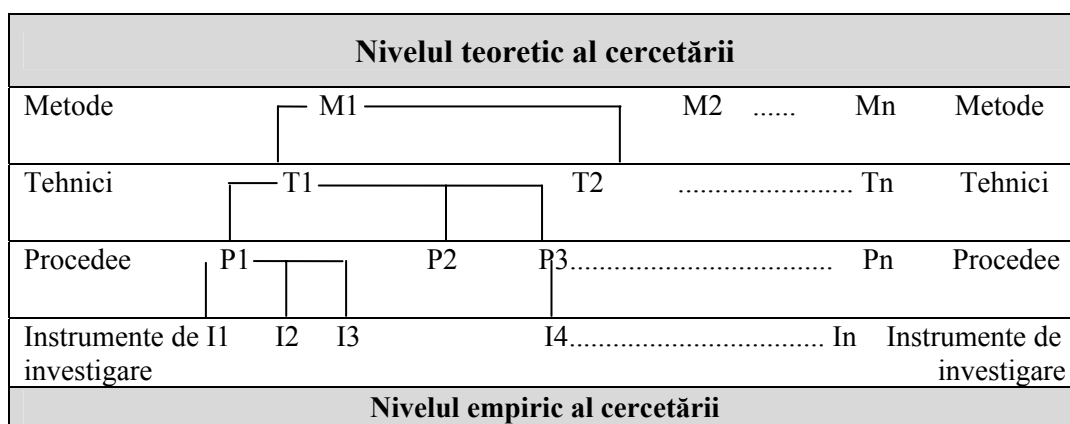 Nivelul teoretic al cercetării
Metode M1 M2 ...... Mn Metode
Tehnici T1 T2 ....................... Tn Tehnici
Procedee P1 P2 P3................................. Pn Procedee
Instrumente de I1 I2 I3 I4................................ In Instrumente de
investigare investigare
Nivelul empiric al cercetării